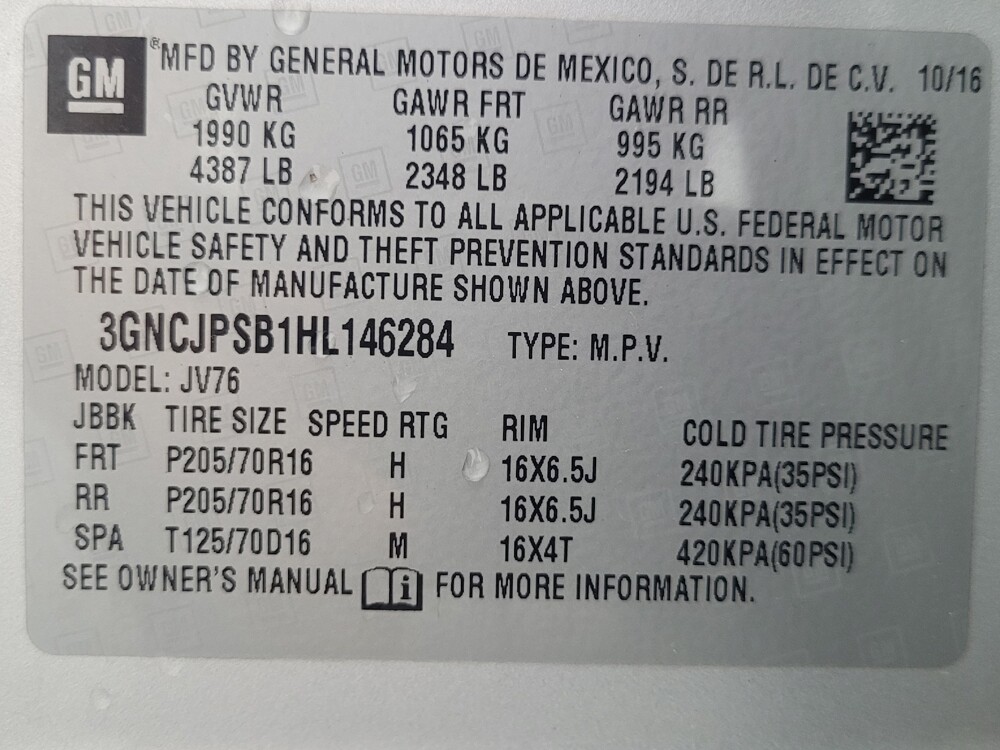 GM ® MFD BY GENERAL MOTORS DE MEXICO, S. DE R.L. DE C.V. 10/16
GVWR GAWR FRT GAWR RR
1990 KG 1065 KG 995 KG
4387 LB 2348 LB 2194 LB
THIS VEHICLE CONFORMS TO ALL APPLICABLE U.S. FEDERAL MOTOR
VEHICLE SAFETY AND THEFT PREVENTION STANDARDS IN EFFECT ON
THE DATE OF MANUFACTURE SHOWN ABOVE.
3GNCJPSB1HL146284 TYPE: M.P.V.
MODEL: JV76
JBBK TIRE SIZE SPEED RTG RIM COLD TIRE PRESSURE
FRT P205/70R16 H 16X6.5J 240KPA(35PSI)
RR P205/70R16 H 16X6.5J 240KPA(35PSI)
SPA T125/70D16 M 16X4T 420KPA(60PSI)
SEE OWNER'S MANUAL i FOR MORE INFORMATION.